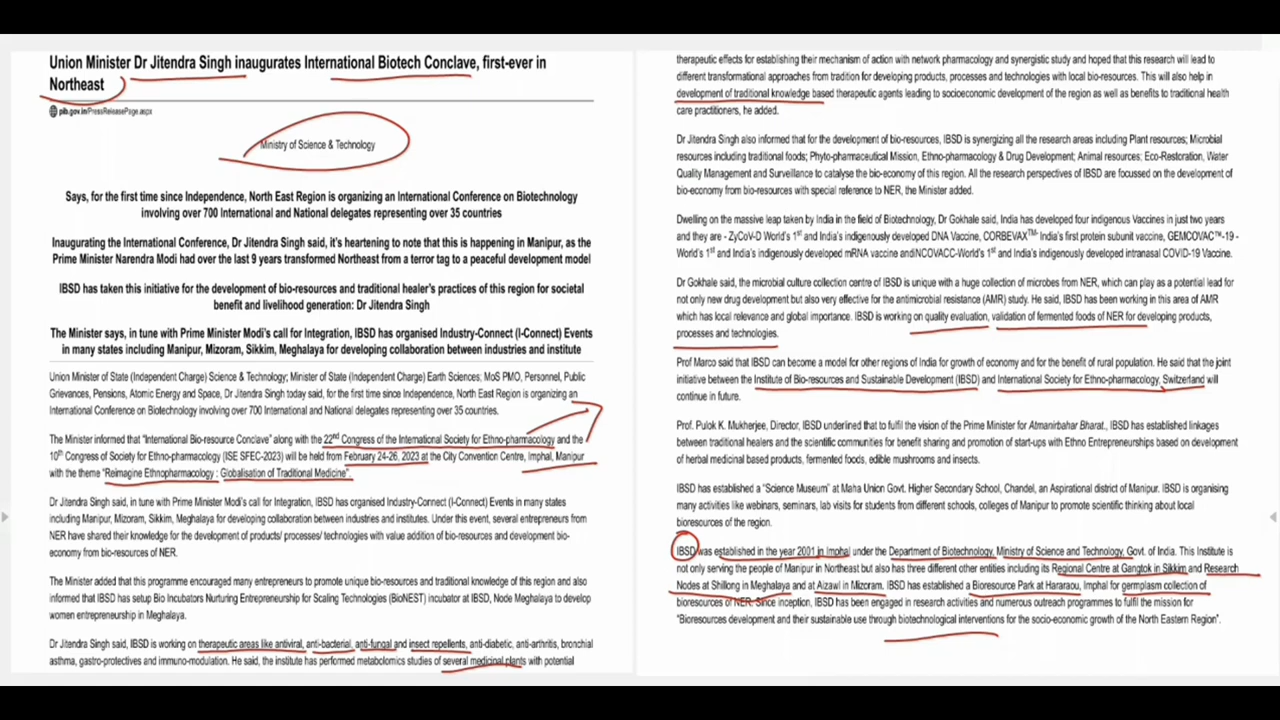 Union Minister Dr Jitendra Singh inaugurates International Biotech Conclave, first-ever in
Northeast
pib.gov.in/PressReleasePage.aspx
Ministry of Science & Technology
Says, for the first time since Independence, North East Region is organizing an International Conference on Biotechnology
involving over 700 International and National delegates representing over 35 countries
Inaugurating the International Conference, Dr Jitendra Singh said, it's heartening to note that this is happening in Manipur, as the
Prime Minister Narendra Modi had over the last 9 years transformed Northeast from a terror tag to a peaceful development model
IBSD has taken this initiative for the development of bio-resources and traditional healer's practices of this region for societal
benefit and livelihood generation: Dr Jitendra Singh
The Minister says, in tune with Prime Minister Modi's call for Integration, IBSD has organised Industry-Connect (I-Connect) Events
in many states including Manipur, Mizoram, Sikkim, Meghalaya for developing collaboration between industries and institute
Union Minister of State (Independent Charge) Science & Technology; Minister of State (Independent Charge) Earth Sciences; MoS PMO, Personnel, Public
Grievances, Pensions, Atomic Energy and Space, Dr Jitendra Singh today said, for the first time since Independence, North East Region is organizing an
International Conference on Biotechnology involving over 700 International and National delegates representing over 35 countries.
The Minister informed that "International Bio-resource Conclave" along with the 22nd Congress of the International Society for Ethno-pharmacology and the
10th Congress of Society for Ethno-pharmacology (ISE SFEC-2023) will be held from February 24-26, 2023 at the City Convention Centre, Imphal, Manipur
with the theme "Reimagine Ethnopharmacology : Globalisation of Traditional Medicine".
Dr Jitendra Singh said, in tune with Prime Minister Modi's call for Integration, IBSD has organised Industry-Connect (I-Connect) Events in many states
including Manipur, Mizoram, Sikkim, Meghalaya for developing collaboration between industries and institutes. Under this event, several entrepreneurs from
NER have shared their knowledge for the development of products/ processes/ technologies with value addition of bio-resources and development bio-
economy from bio-resources of NER.
The Minister added that this programme encouraged many entrepreneurs to promote unique bio-resources and traditional knowledge of this region and also
informed that IBSD has setup Bio Incubators Nurturing Entrepreneurship for Scaling Technologies (BioNEST) incubator at IBSD, Node Meghalaya to develop
women entrepreneurship in Meghalaya.
Dr Jitendra Singh said, IBSD is working on therapeutic areas like antiviral, anti-bacterial, anti-fungal and insect repellents, anti-diabetic, anti-arthritis, bronchial
asthma, gastro-protectives and immuno-modulation. He said, the institute has performed metabolomics studies of several medicinal plants with potential
therapeutic effects for establishing their mechanism of action with network pharmacology and synergistic study and hoped that this research will lead to
different transformational approaches from tradition for developing products, processes and technologies with local bio-resources. This will also help in
development of traditional knowledge based therapeutic agents leading to socioeconomic development of the region as well as benefits to traditional health
care practitioners, he added.
Dr Jitendra Singh also informed that for the development of bio-resources, IBSD is synergizing all the research areas including Plant resources; Microbial
resources including traditional foods; Phyto-pharmaceutical Mission, Ethno-pharmacology & Drug Development; Animal resources; Eco-Restoration, Water
Quality Management and Surveillance to catalyse the bio-economy of this region. All the research perspectives of IBSD are focussed on the development of
bio-economy from bio-resources with special reference to NER, the Minister added.
Dwelling on the massive leap taken by India in the field of Biotechnology, Dr Gokhale said, India has developed four indigenous Vaccines in just two years
and they are - ZyCoV-D World's 1st and India's indigenously developed DNA Vaccine, CORBEVAX™- India's first protein subunit vaccine, GEMCOVAC™-19 -
World's 1st and India's indigenously developed mRNA vaccine andiNCOVACC-World's 1st and India's indigenously developed intranasal COVID-19 Vaccine.
Dr Gokhale said, the microbial culture collection centre of IBSD is unique with a huge collection of microbes from NER, which can play as a potential lead for
not only new drug development but also very effective for the antimicrobial resistance (AMR) study. He said, IBSD has been working in this area of AMR
which has local relevance and global importance. IBSD is working on quality evaluation, validation of fermented foods of NER for developing products,
processes and technologies.
Prof Marco said that IBSD can become a model for other regions of India for growth of economy and for the benefit of rural population. He said that the joint
initiative between the Institute of Bio-resources and Sustainable Development (IBSD) and International Society for Ethno-pharmacology, Switzerland will
continue in future.
Prof. Pulok K. Mukherjee, Director, IBSD underlined that to fulfil the vision of the Prime Minister for Atmanirbhar Bharat., IBSD has established linkages
between traditional healers and the scientific communities for benefit sharing and promotion of start-ups with Ethno Entrepreneurships based on development
of herbal medicinal based products, fermented foods, edible mushrooms and insects.
IBSD has established a "Science Museum" at Maha Union Govt. Higher Secondary School, Chandel, an Aspirational district of Manipur. IBSD is organising
many activities like webinars, seminars, lab visits for students from different schools, colleges of Manipur to promote scientific thinking about local
bioresources of the region.
IBSD was established in the year 2001 in Imphal under the Department of Biotechnology, Ministry of Science and Technology, Govt. of India. This Institute is
not only serving the people of Manipur in Northeast but also has three different other entities including its Regional Centre at Gangtok in Sikkim and Research
Nodes at Shillong in Meghalaya and at Aizawl in Mizoram, IBSD has established a Bioresource Park at Hararaou, Imphal for germplasm collection of
bioresources of NER. Since inception, IBSD has been engaged in research activities and numerous outreach programmes to fulfil the mission for
"Bioresources development and their sustainable use through biotechnological interventions for the socio-economic growth of the North Eastern Region".